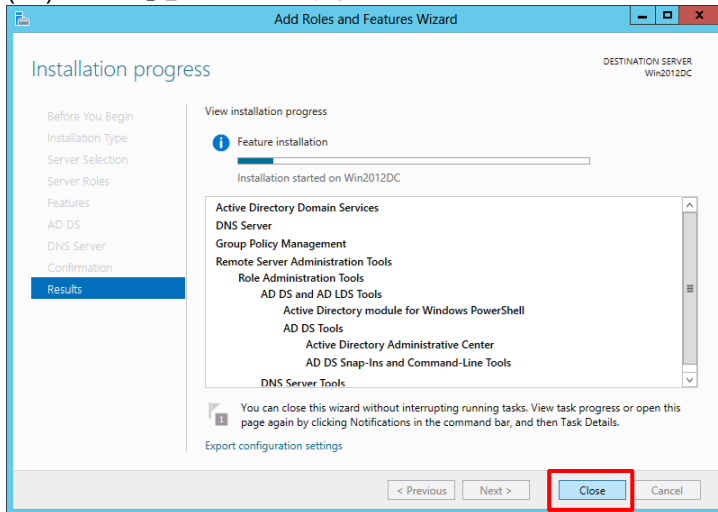 Add Roles and Features Wizard
Installation progress
DESTINATION SERVER
Win2012DC
Before You Begin
Installation Type
Server Selection
Server Roles
Features
AD DS
DNS Server
Confirmation
Results
View installation progress
Feature installation
Installation started on Win2012DC
Active Directory Domain Services
DNS Server
Group Policy Management
Remote Server Administration Tools
Role Administration Tools
AD DS and AD LDS Tools
Active Directory module for Windows PowerShell
AD DS Tools
Active Directory Administrative Center
AD DS Snap-Ins and Command-Line Tools
DNS Server Tools
1
You can close this wizard without interrupting running tasks. View task progress or open this
page again by clicking Notifications in the command bar, and then Task Details.
Export configuration settings
< Previous Next > Close Cancel